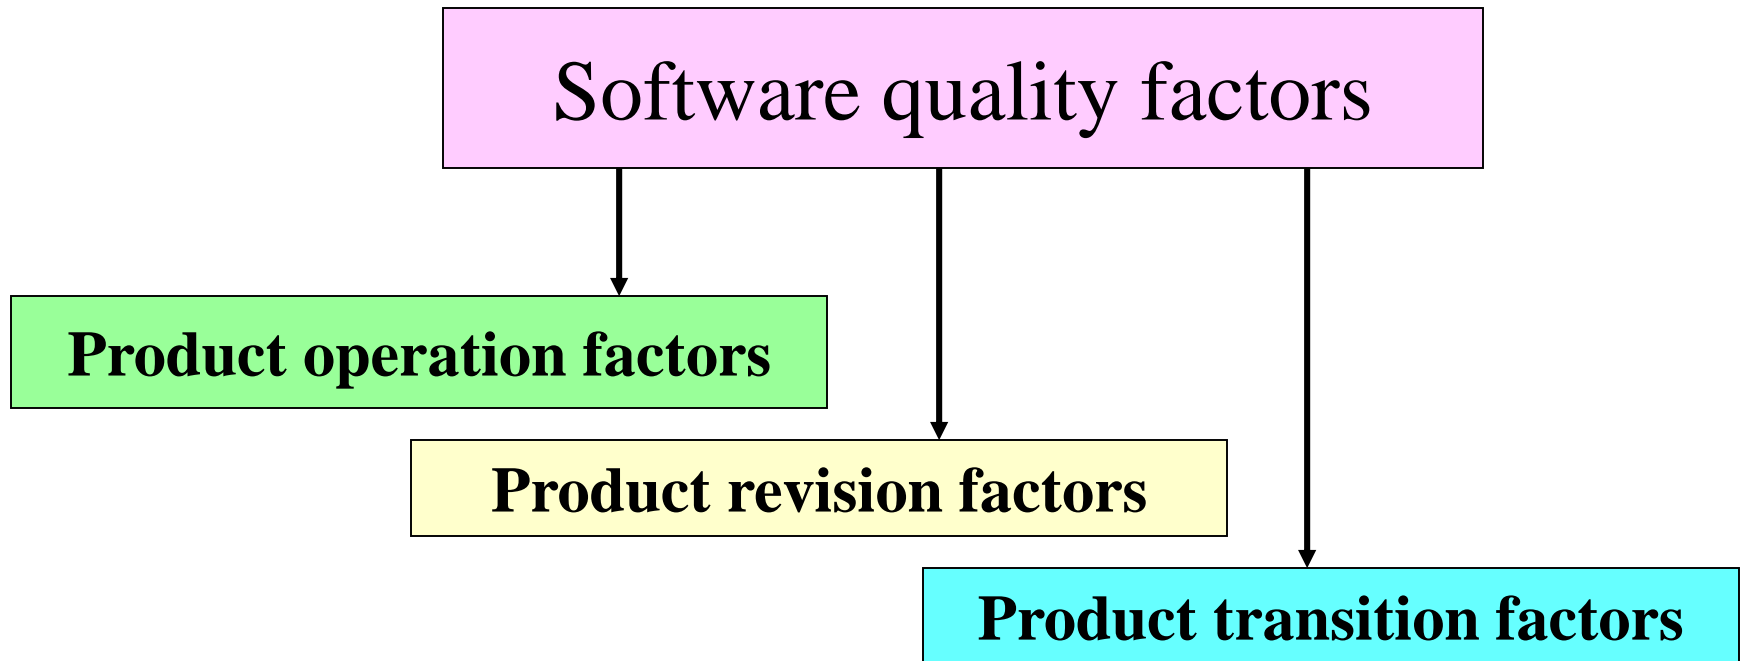 Software quality factors
Product operation factors
Product revision factors
Product transition factors